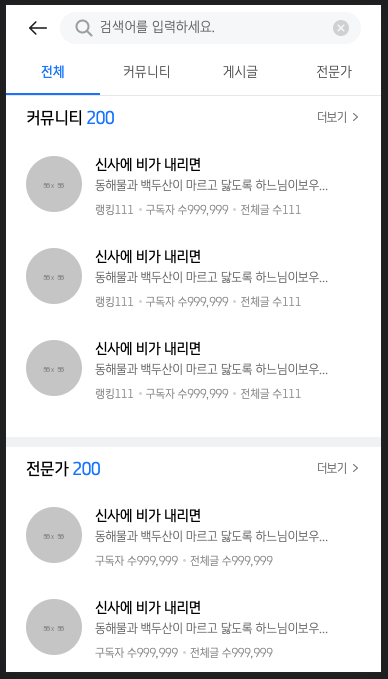 검색어를 입력하세요.
전체 커뮤니티 게시글 전문가
커뮤니티 200 더보기
신사에 비가 내리면
동해물과 백두산이 마르고 닳도록 하느님이보우...
랭킹111 • 구독자 수999,999 • 전체글 수111
신사에 비가 내리면
동해물과 백두산이 마르고 닳도록 하느님이보우...
랭킹111 • 구독자 수999,999 • 전체글 수111
신사에 비가 내리면
동해물과 백두산이 마르고 닳도록 하느님이보우...
랭킹111 • 구독자 수999,999 • 전체글 수111
전문가 200 더보기
신사에 비가 내리면
동해물과 백두산이 마르고 닳도록 하느님이보우...
구독자 수999,999 • 전체글 수999,999
신사에 비가 내리면
동해물과 백두산이 마르고 닳도록 하느님이보우...
구독자 수999,999 • 전체글 수999,999